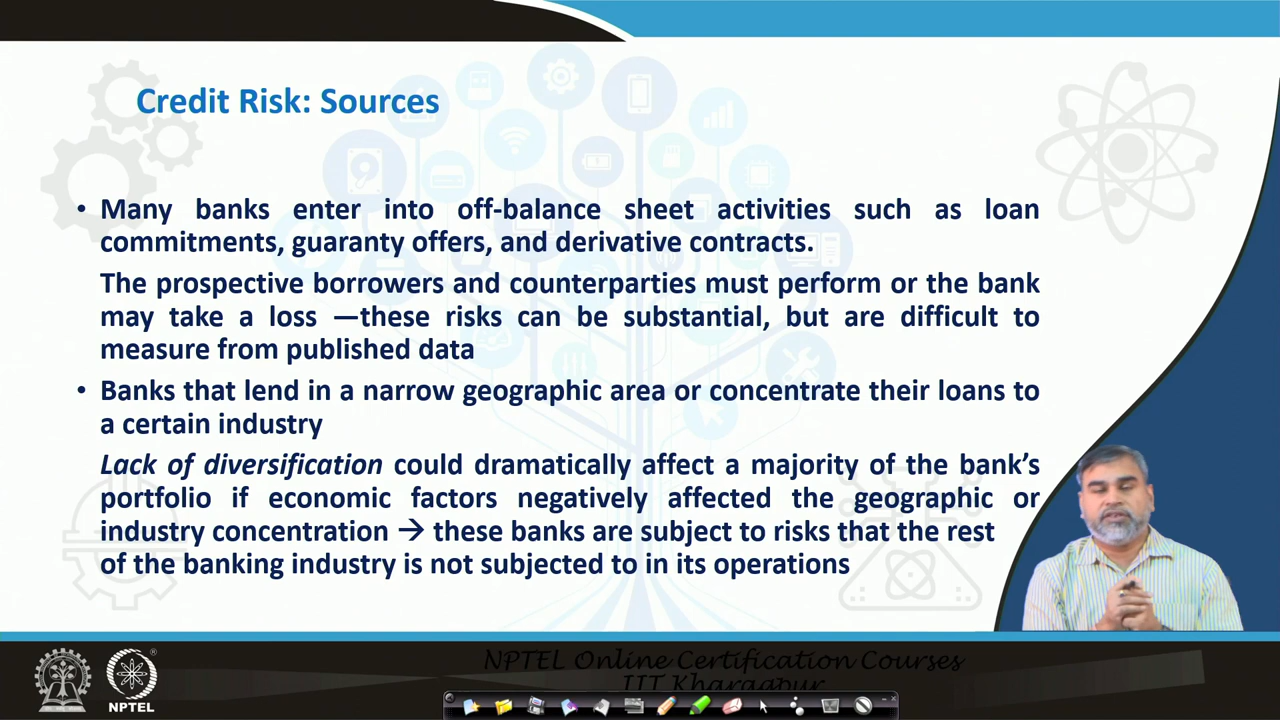 Credit Risk: Sources
• Many banks enter into off-balance sheet activities such as loan
commitments, guaranty offers, and derivative contracts.
The prospective borrowers and counterparties must perform or the bank
may take a loss —these risks can be substantial, but are difficult to
measure from published data
• Banks that lend in a narrow geographic area or concentrate their loans to
a certain industry
Lack of diversification could dramatically affect a majority of the bank's
portfolio if economic factors negatively affected the geographic or
industry concentration → these banks are subject to risks that the rest
of the banking industry is not subjected to in its operations
NPTEL Online Certification Courses
IIT Kharagpur
NPTEL